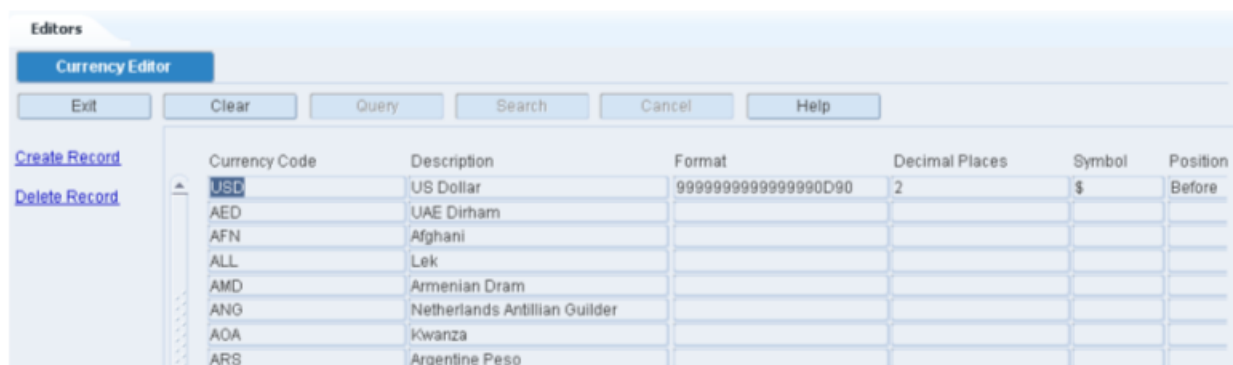 Editors
Currency Editor
Exit Clear Query Search Cancel Help
Create Record
Delete Record
Currency Code Description Format Decimal Places Symbol Position
USD US Dollar 9999999999999990D90 2 $ Before
AED UAE Dirham
AFN Afghani
ALL Lek
AMD Armenian Dram
ANG Netherlands Antillian Guilder
AOA Kwanza
ARS Argentine Peso